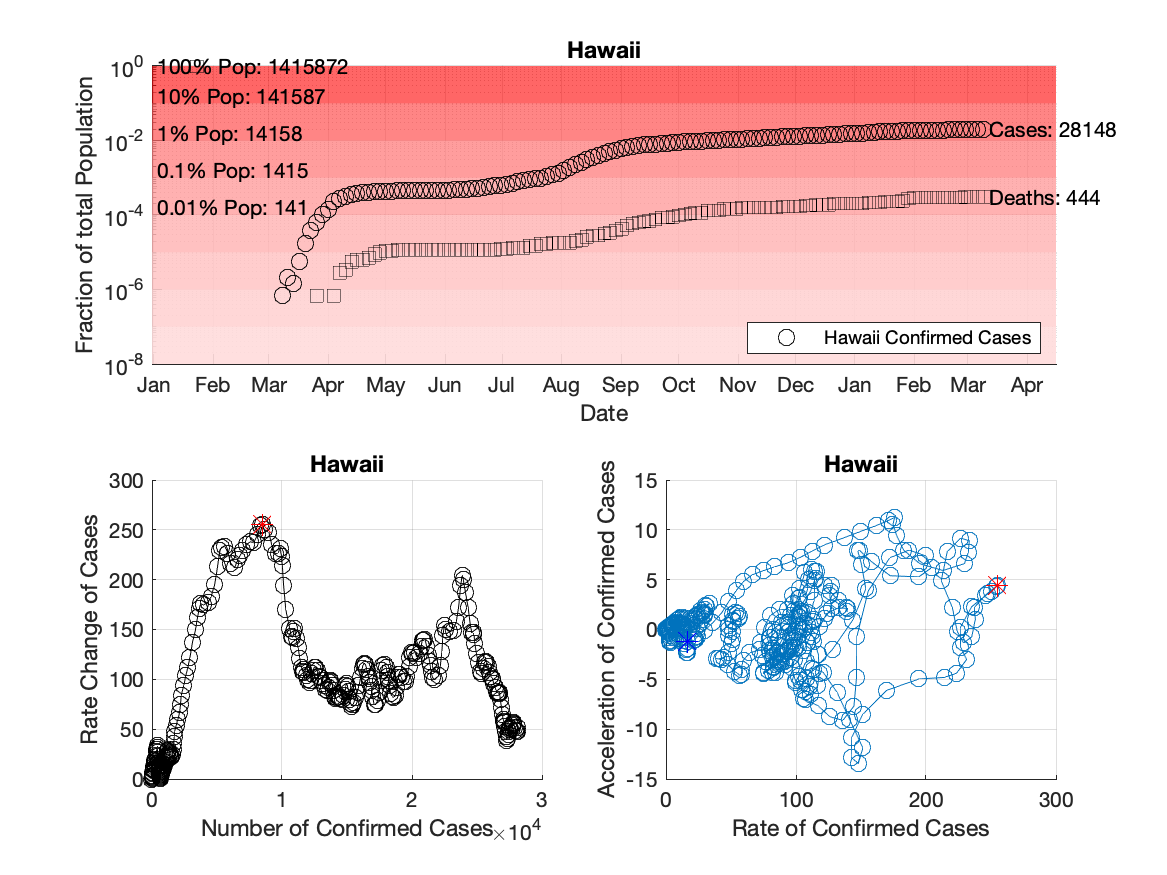 Hawaii
10^0
10^-2
10^-4
10^-6
10^-8
Fraction of total Population
100% Pop: 1415872
10% Pop: 141587
1% Pop: 14158
0.1% Pop: 1415
0.01% Pop: 141
Cases: 28148
Deaths: 444
Hawaii Confirmed Cases
Jan Feb Mar Apr May Jun Jul Aug Sep Oct Nov Dec Jan Feb Mar Apr
Date
Hawaii
300
250
200
150
100
50
0
Rate Change of Cases
0 1 2 3
Number of Confirmed Cases ×10^4
Hawaii
15
10
5
0
-5
-10
-15
Acceleration of Confirmed Cases
0 100 200 300
Rate of Confirmed Cases